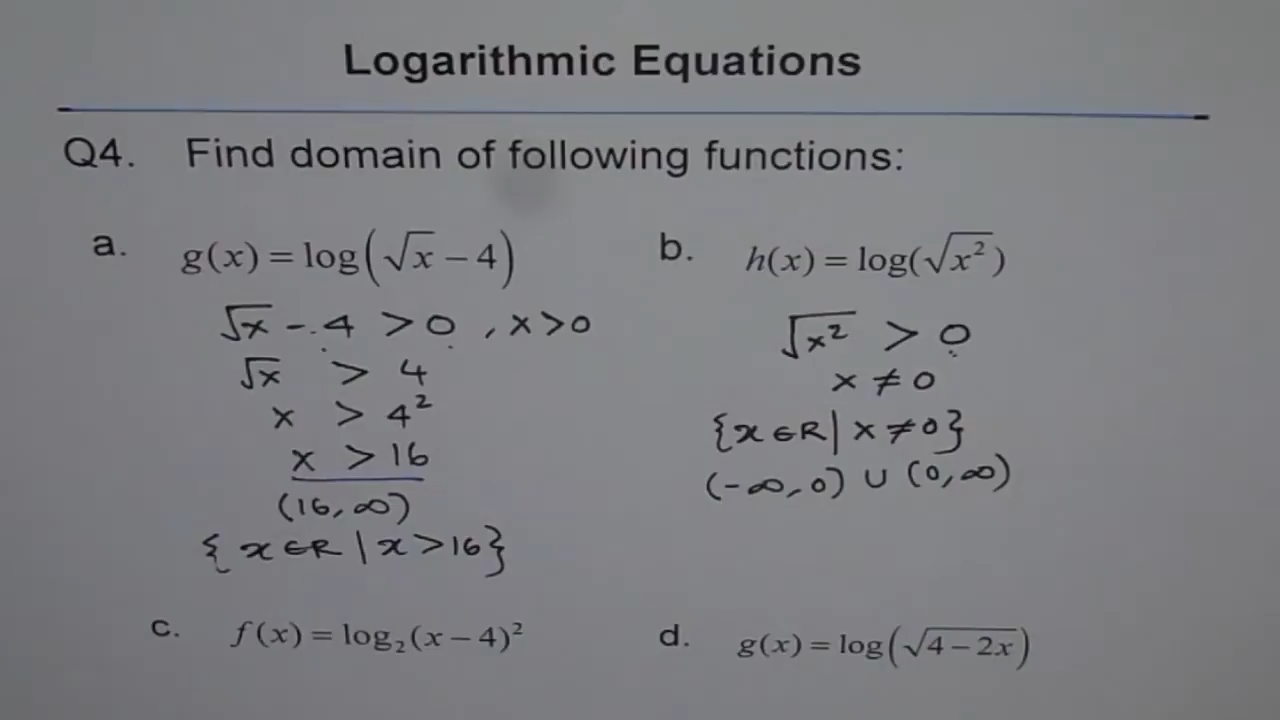 Logarithmic Equations
Q4. Find domain of following functions:
a. g(x) = log(√x − 4)
√x − 4 > 0 , x > 0
√x > 4
x > 4²
x > 16
(16, ∞)
{x ∈ R | x > 16}
b. h(x) = log(√x²)
√x² > 0
x ≠ 0
{x ∈ R | x ≠ 0}
(-∞, 0) ∪ (0, ∞)
c. f(x) = log₂(x − 4)²
d. g(x) = log(√4 − 2x)